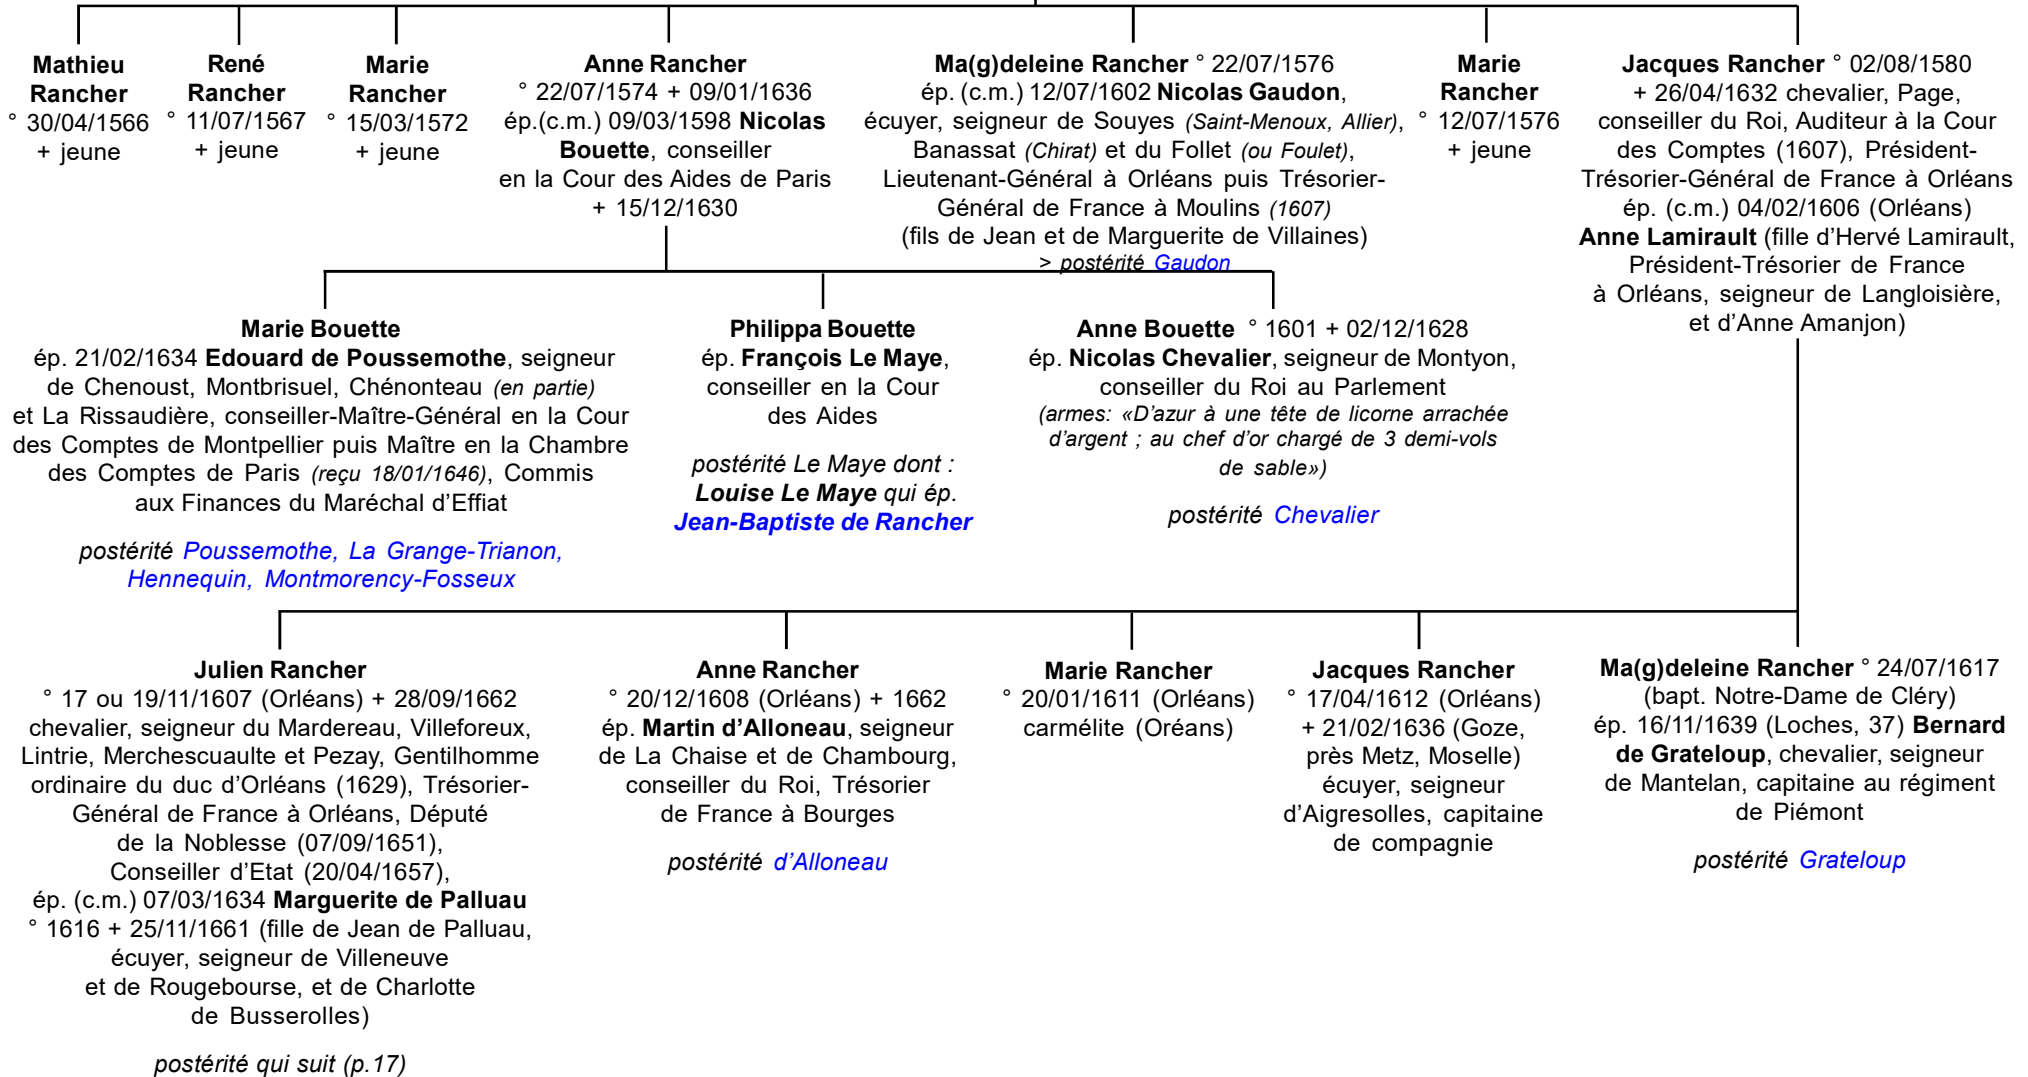 Mathieu
Rancher
° 30/04/1566
+ jeune
René
Rancher
° 11/07/1567
+ jeune
Marie
Rancher
° 15/03/1572
+ jeune
Anne Rancher
° 22/07/1574 + 09/01/1636
ép.(c.m.) 09/03/1598 Nicolas
Bouette, conseiller
en la Cour des Aides de Paris
+ 15/12/1630
Ma(g)deleine Rancher ° 22/07/1576
ép. (c.m.) 12/07/1602 Nicolas Gaudon,
écuyer, seigneur de Souyes (Saint-Menoux, Allier),
Banassat (Chirat) et du Follet (ou Foulet),
Lieutenant-Général à Orléans puis Trésorier-
Général de France à Moulins (1607)
(fils de Jean et de Marguerite de Villaines)
> postérité Gaudon
Marie
Rancher
° 12/07/1576
+ jeune
Jacques Rancher ° 02/08/1580
+ 26/04/1632 chevalier, Page,
conseiller du Roi, Auditeur à la Cour
des Comptes (1607), Président-
Trésorier-Général de France à Orléans
ép. (c.m.) 04/02/1606 (Orléans)
Anne Lamirault (fille d'Hervé Lamirault,
Président-Trésorier de France
à Orléans, seigneur de Langloisière,
et d'Anne Amanjon)
Marie Bouette
ép. 21/02/1634 Edouard de Poussemothe, seigneur
de Chenoust, Montbrisuel, Chénonteau (en partie)
et La Rissaudière, conseiller-Maître-Général en la Cour
des Comptes de Montpellier puis Maître en la Chambre
des Comptes de Paris (reçu 18/01/1646), Commis
aux Finances du Maréchal d'Effiat
postérité Poussemothe, La Grange-Trianon,
Hennequin, Montmorency-Fosseux
Philippa Bouette
ép. François Le Maye,
conseiller en la Cour
des Aides
postérité Le Maye dont :
Louise Le Maye qui ép.
Jean-Baptiste de Rancher
Anne Bouette ° 1601 + 02/12/1628
ép. Nicolas Chevalier, seigneur de Montyon,
conseiller du Roi au Parlement
(armes: «D'azur à une tête de licorne arrachée
d'argent ; au chef d'or chargé de 3 demi-vols
de sable»)
postérité Chevalier
Julien Rancher
° 17 ou 19/11/1607 (Orléans) + 28/09/1662
chevalier, seigneur du Mardereau, Villeforeux,
Lintrie, Merchescuaulte et Pezay, Gentilhomme
ordinaire du duc d'Orléans (1629), Trésorier-
Général de France à Orléans, Député
de la Noblesse (07/09/1651),
Conseiller d'Etat (20/04/1657),
ép. (c.m.) 07/03/1634 Marguerite de Palluau
° 1616 + 25/11/1661 (fille de Jean de Palluau,
écuyer, seigneur de Villeneuve
et de Rougebourse, et de Charlotte
de Busserolles)
postérité qui suit (p.17)
Anne Rancher
° 20/12/1608 (Orléans) + 1662
ép. Martin d'Alloneau, seigneur
de La Chaise et de Chambourg,
conseiller du Roi, Trésorier
de France à Bourges
postérité d'Alloneau
Marie Rancher
° 20/01/1611 (Orléans)
carmélite (Oréans)
Jacques Rancher
° 17/04/1612 (Orléans)
+ 21/02/1636 (Goze,
près Metz, Moselle)
écuyer, seigneur
d'Aigresolles, capitaine
de compagnie
Ma(g)deleine Rancher ° 24/07/1617
(bapt. Notre-Dame de Cléry)
ép. 16/11/1639 (Loches, 37) Bernard
de Grateloup, chevalier, seigneur
de Mantelan, capitaine au régiment
de Piémont
postérité Grateloup